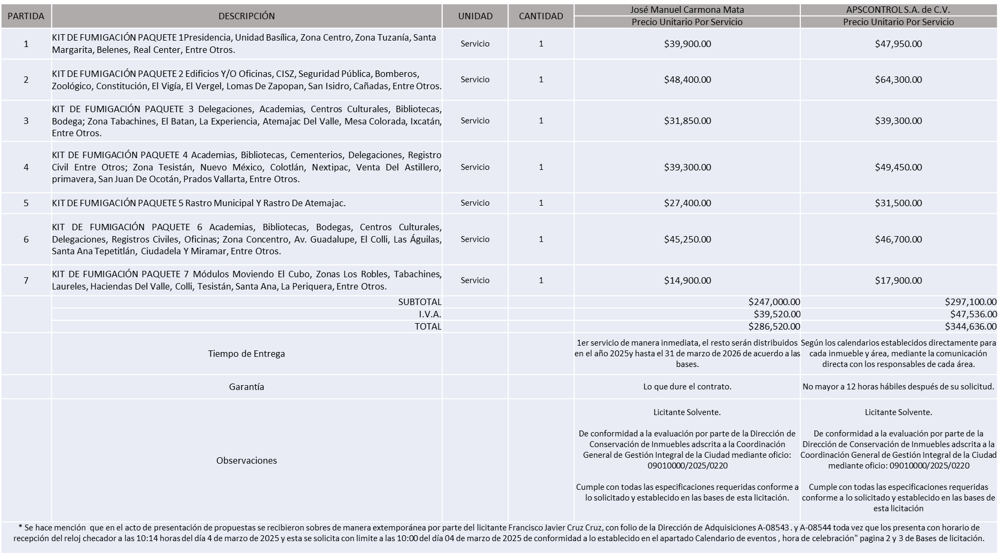 PARTIDA DESCRIPCIÓN UNIDAD CANTIDAD José Manuel Carmona Mata APSCONTROL S.A. de C.V.
Precio Unitario Por Servicio Precio Unitario Por Servicio
1 KIT DE FUMIGACIÓN PAQUETE 1Presidencia, Unidad Basílica, Zona Centro, Zona Tuzanía, Santa
Margarita, Belenes, Real Center, Entre Otros. Servicio 1 $39,900.00 $47,950.00
2 KIT DE FUMIGACIÓN PAQUETE 2 Edificios Y/O Oficinas, CISZ, Seguridad Pública, Bomberos,
Zoológico, Constitución, El Vigía, El Vergel, Lomas De Zapopan, San Isidro, Cañadas, Entre Otros. Servicio 1 $48,400.00 $64,300.00
3 KIT DE FUMIGACIÓN PAQUETE 3 Delegaciones, Academias, Centros Culturales, Bibliotecas,
Bodega; Zona Tabachines, El Batan, La Experiencia, Atemajac Del Valle, Mesa Colorada, Ixcatán,
Entre Otros. Servicio 1 $31,850.00 $39,300.00
4 KIT DE FUMIGACIÓN PAQUETE 4 Academias, Bibliotecas, Cementerios, Delegaciones, Registro
Civil Entre Otros; Zona Tesistán, Nuevo México, Colotlán, Nextipac, Venta Del Astillero,
primavera, San Juan De Ocotán, Prados Vallarta, Entre Otros. Servicio 1 $39,300.00 $49,450.00
5 KIT DE FUMIGACIÓN PAQUETE 5 Rastro Municipal Y Rastro De Atemajac. Servicio 1 $27,400.00 $31,500.00
6 KIT DE FUMIGACIÓN PAQUETE 6 Academias, Bibliotecas, Bodegas, Centros Culturales,
Delegaciones, Registros Civiles, Oficinas; Zona Concentro, Av. Guadalupe, El Colli, Las Águilas,
Santa Ana Tepetitlán, Ciudadela Y Miramar, Entre Otros. Servicio 1 $45,250.00 $46,700.00
7 KIT DE FUMIGACIÓN PAQUETE 7 Módulos Moviendo El Cubo, Zonas Los Robles, Tabachines,
Laureles, Haciendas Del Valle, Colli, Tesistán, Santa Ana, La Periquera, Entre Otros. Servicio 1 $14,900.00 $17,900.00
SUBTOTAL $247,000.00 $297,100.00
I.V.A. $39,520.00 $47,536.00
TOTAL $286,520.00 $344,636.00
Tiempo de Entrega
1er servicio de manera inmediata, el resto serán distribuidos
en el año 2025y hasta el 31 de marzo de 2026 de acuerdo a las
bases.
Según los calendarios establecidos directamente para
cada inmueble y área, mediante la comunicación
directa con los responsables de cada área.
Garantía Lo que dure el contrato. No mayor a 12 horas hábiles después de su solicitud.
Observaciones
Licitante Solvente.
De conformidad a la evaluación por parte de la Dirección de
Conservación de Inmuebles adscrita a la Coordinación
General de Gestión Integral de la Ciudad mediante oficio:
09010000/2025/0220
Cumple con todas las especificaciones requeridas conforme a
lo solicitado y establecido en las bases de esta licitación.
Licitante Solvente.
De conformidad a la evaluación por parte de la
Dirección de Conservación de Inmuebles adscrita a la
Coordinación General de Gestión Integral de la Ciudad
mediante oficio: 09010000/2025/0220
Cumple con todas las especificaciones requeridas
conforme a lo solicitado y establecido en las bases de
esta licitación
* Se hace mención que en el acto de presentación de propuestas se recibieron sobres de manera extemporánea por parte del licitante Francisco Javier Cruz Cruz, con folio de la Dirección de Adquisiciones A-08543 . y A-08544 toda vez que los presenta con horario de
recepción del reloj checador a las 10:14 horas del día 4 de marzo de 2025 y esta se solicita con limite a las 10:00 del día 04 de marzo de 2025 de conformidad a lo establecido en el apartado Calendario de eventos , hora de celebración" pagina 2 y 3 de Bases de licitación.